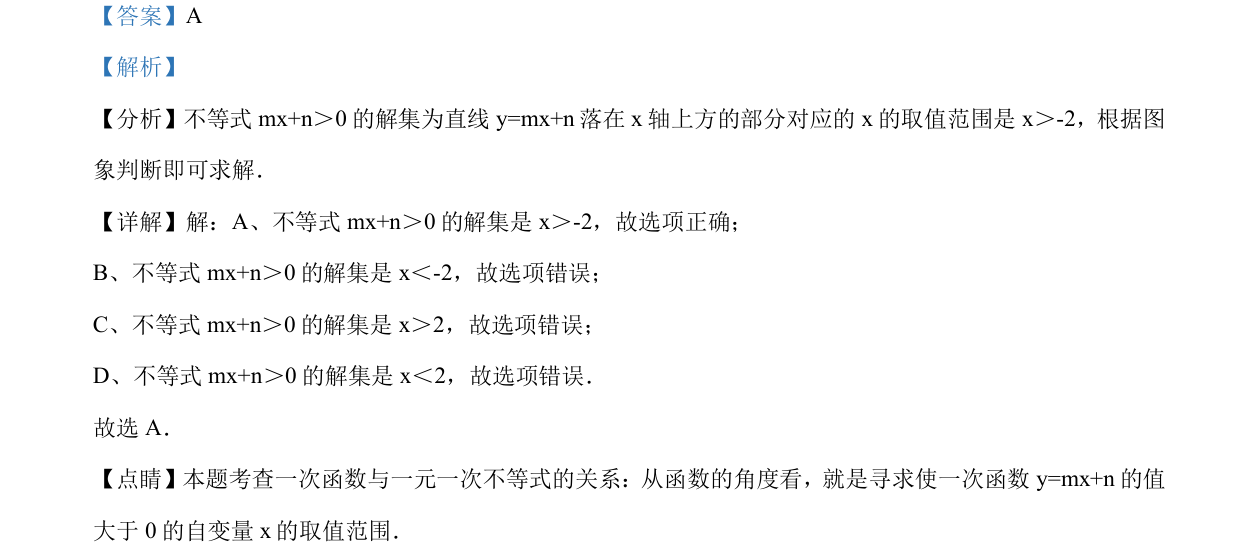 【答案】A
【解析】
【分析】不等式 mx+n＞0 的解集为直线 y=mx+n 落在 x 轴上方的部分对应的 x 的取值范围是 x＞-2，根据图
象判断即可求解．
【详解】解：A、不等式 mx+n＞0 的解集是 x＞-2，故选项正确；
B、不等式 mx+n＞0 的解集是 x＜-2，故选项错误；
C、不等式 mx+n＞0 的解集是 x＞2，故选项错误；
D、不等式 mx+n＞0 的解集是 x＜2，故选项错误．
故选 A．
【点睛】本题考查一次函数与一元一次不等式的关系：从函数的角度看，就是寻求使一次函数 y=mx+n 的值
大于 0 的自变量 x 的取值范围．